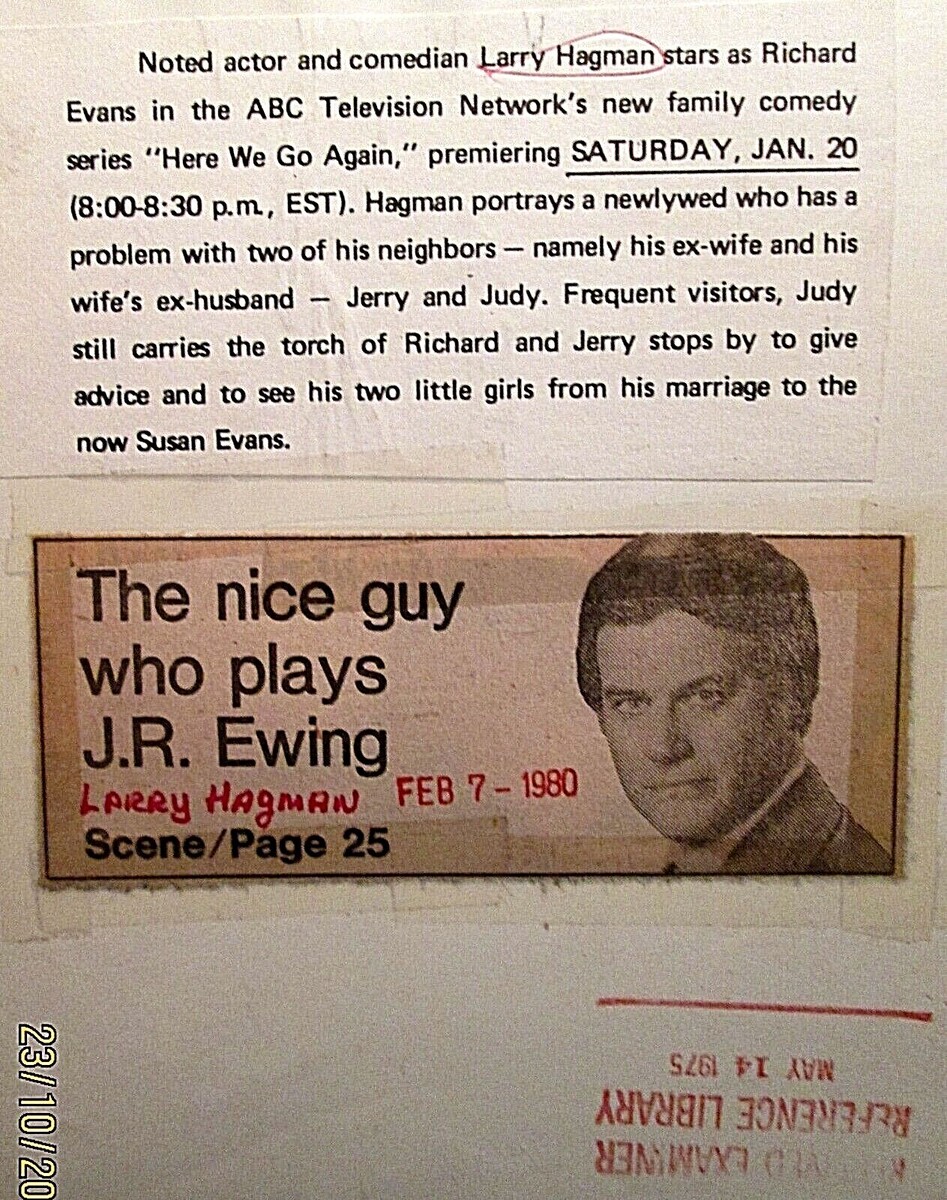 Noted actor and comedian Larry Hagman stars as Richard
Evans in the ABC Television Network's new family comedy
series "Here We Go Again," premiering SATURDAY, JAN. 20
(8:00-8:30 p.m., EST). Hagman portrays a newlywed who has a
problem with two of his neighbors — namely his ex-wife and his
wife's ex-husband — Jerry and Judy. Frequent visitors, Judy
still carries the torch of Richard and Jerry stops by to give
advice and to see his two little girls from his marriage to the
now Susan Evans.
The nice guy
who plays
J.R. Ewing
LARRY HAgMAN FEB 7 - 1980
Scene/Page 25
EXAMINER
REFERENCE LIBRARY
MAY 14 1975
23/10/20